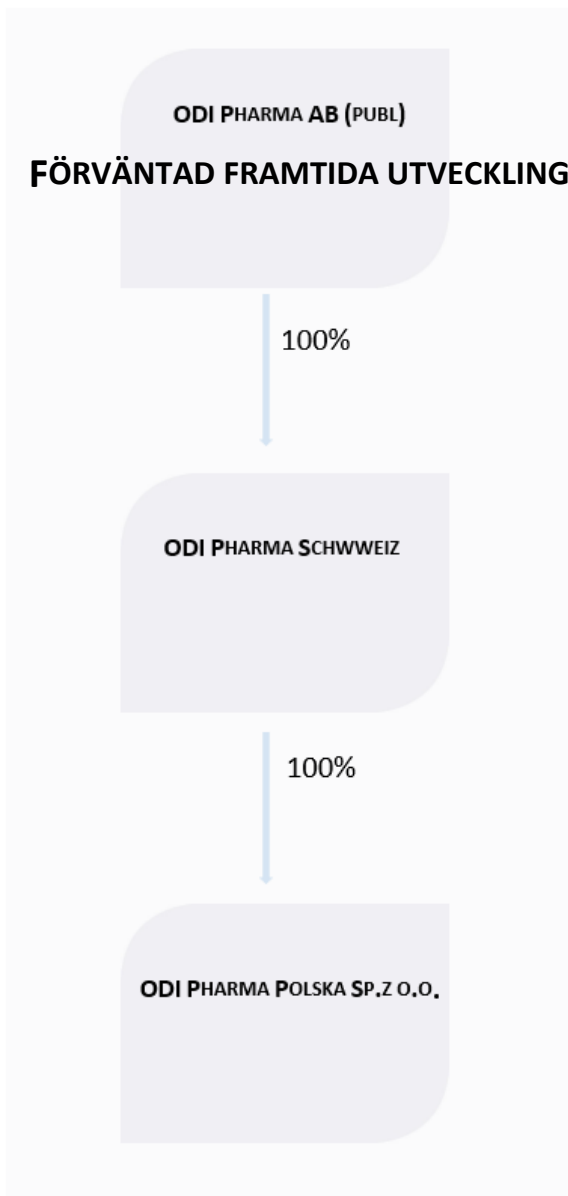 ODI PHARMA AB (PUBL)
FÖRVÄNTAD FRAMTIDA UTVECKLING
100%
ODI PHARMA SCHWWEIZ
100%
ODI PHARMA POLSKA SP.Z O.O.